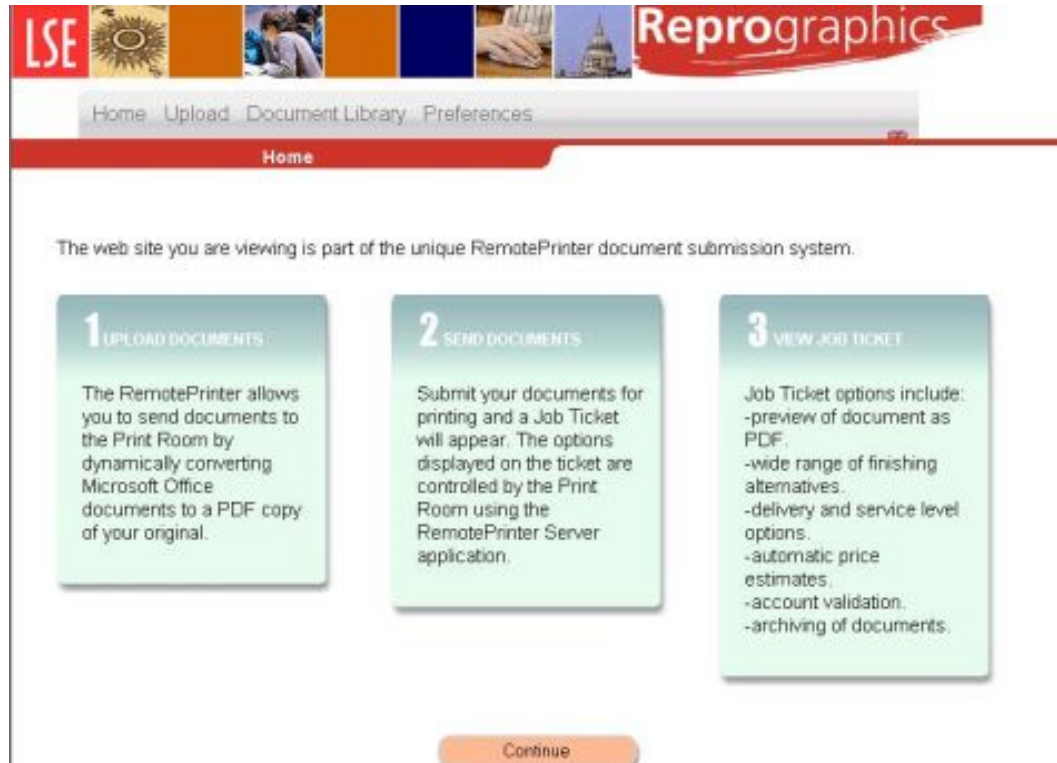 LSE
Reprographics
Home Upload Document Library Preferences
Home
The web site you are viewing is part of the unique RemotePrinter document submission system.
1 UPLOAD DOCUMENTS
The RemotePrinter allows
you to send documents to
the Print Room by
dynamically converting
Microsoft Office
documents to a PDF copy
of your original.
2 SEND DOCUMENTS
Submit your documents for
printing and a Job Ticket
will appear. The options
displayed on the ticket are
controlled by the Print
Room using the
RemotePrinter Server
application.
3 VIEW JOB TICKET
Job Ticket options include:
-preview of document as
PDF.
-wide range of finishing
alternatives.
-delivery and service level
options.
-automatic price
estimates.
-account validation.
-archiving of documents.
Continue